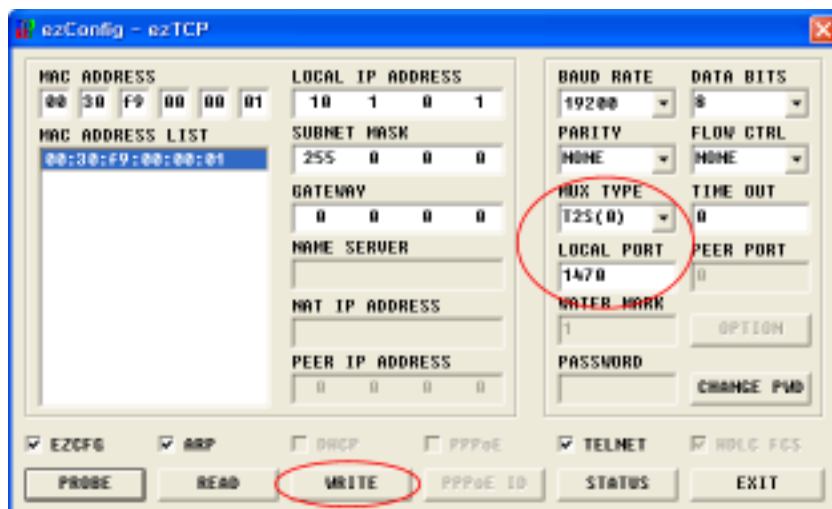 ezConfig - ezTCP
MAC ADDRESS
00 30 f9 00 00 01
MAC ADDRESS LIST
00:30:f9:00:00:01
LOCAL IP ADDRESS
10 1 0 1
SUBNET MASK
255 0 0 0
GATEWAY
0 0 0 0
NAME SERVER
NAT IP ADDRESS
PEER IP ADDRESS
0 0 0 0
BAUD RATE
19200
DATA BITS
8
PARITY
NONE
FLOW CTRL
NONE
MUX TYPE
T2S(0)
TIME OUT
0
LOCAL PORT
1470
PEER PORT
0
WATER MARK
1
OPTION
PASSWORD
CHANGE PWD
EZCFG ARP DHCP PPPoE TELNET HDLC FCS
PROBE READ WRITE PPPoE ID STATUS EXIT